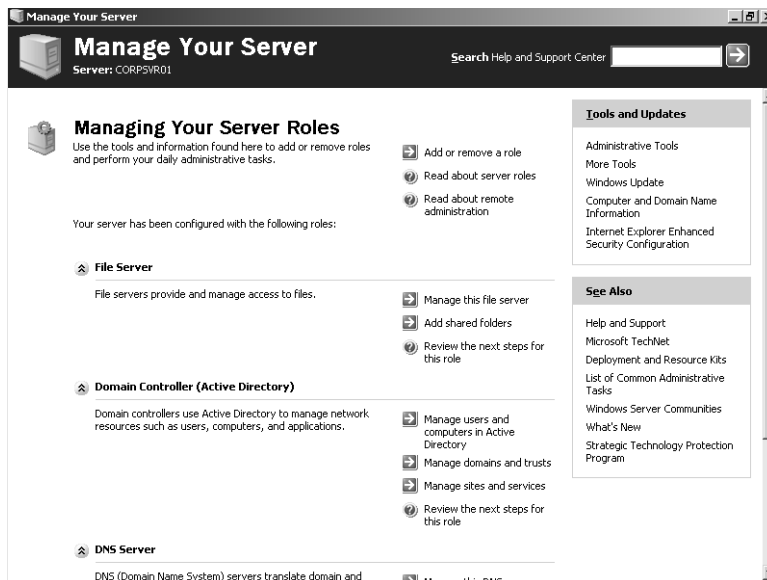 Manage Your Server
Manage Your Server
Server: CORPSVR01
Search Help and Support Center
Managing Your Server Roles
Use the tools and information found here to add or remove roles
and perform your daily administrative tasks.
Add or remove a role
Read about server roles
Read about remote
administration
Your server has been configured with the following roles:
File Server
File servers provide and manage access to files.
Manage this file server
Add shared folders
Review the next steps for
this role
Domain Controller (Active Directory)
Domain controllers use Active Directory to manage network
resources such as users, computers, and applications.
Manage users and
computers in Active
Directory
Manage domains and trusts
Manage sites and services
Review the next steps for
this role
DNS Server
DNS (Domain Name System) servers translate domain and
Manage this DNS
Tools and Updates
Administrative Tools
More Tools
Windows Update
Computer and Domain Name
Information
Internet Explorer Enhanced
Security Configuration
See Also
Help and Support
Microsoft TechNet
Deployment and Resource Kits
List of Common Administrative
Tasks
Windows Server Communities
What's New
Strategic Technology Protection
Program